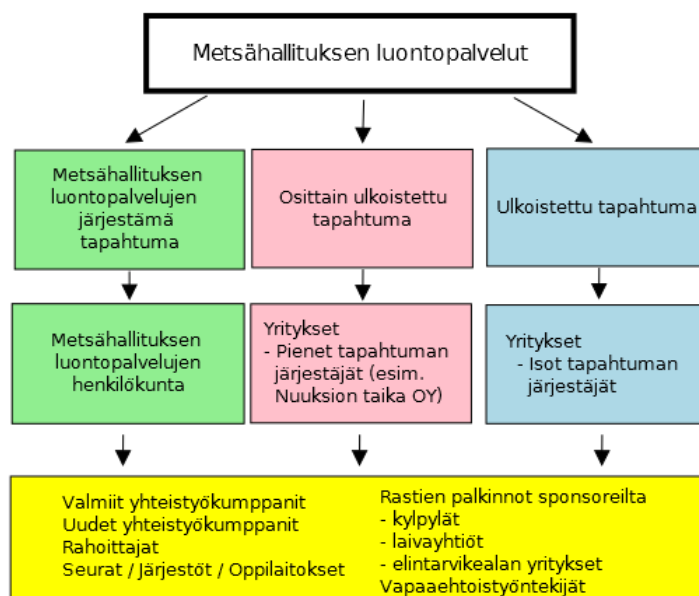 Metsähallituksen luontopalvelut
Metsähallituksen
luontopalvelujen
järjestämä
tapahtuma
Osittain ulkoistettu
tapahtuma
Ulkoistettu tapahtuma
Metsähallituksen
luontopalvelujen
henkilökunta
Yritykset
- Pienet tapahtuman
järjestäjät (esim.
Nuuksion taika OY)
Yritykset
- Isot tapahtuman
järjestäjät
Valmiit yhteistyökumppanit
Uudet yhteistyökumppanit
Rahoittajat
Seurat / Järjestöt / Oppilaitokset
Rastien palkinnot sponsoreilta
- kylpylät
- laivayhtiöt
- elintarvikealan yritykset
Vapaaehtoistyöntekijät